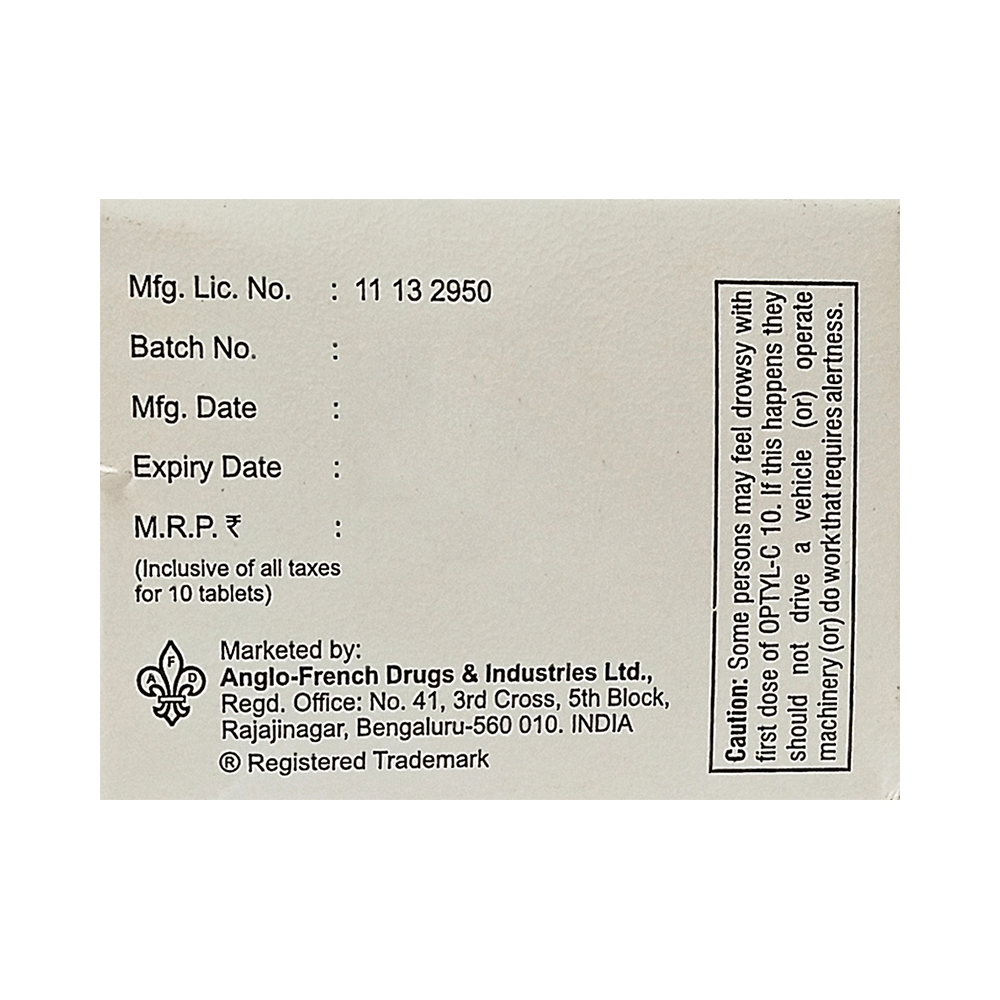 Mfg. Lic. No. : 11 13 2950
Batch No. :
Mfg. Date :
Expiry Date :
M.R.P. ₹ :
(Inclusive of all taxes
for 10 tablets)
A F D
Marketed by:
Anglo-French Drugs & Industries Ltd.,
Regd. Office: No. 41, 3rd Cross, 5th Block,
Rajajinagar, Bengaluru-560 010. INDIA
® Registered Trademark
Caution: Some persons may feel drowsy with
first dose of OPTYL-C 10. If this happens they
should not drive a vehicle (or) operate
machinery (or) do work that requires alertness.